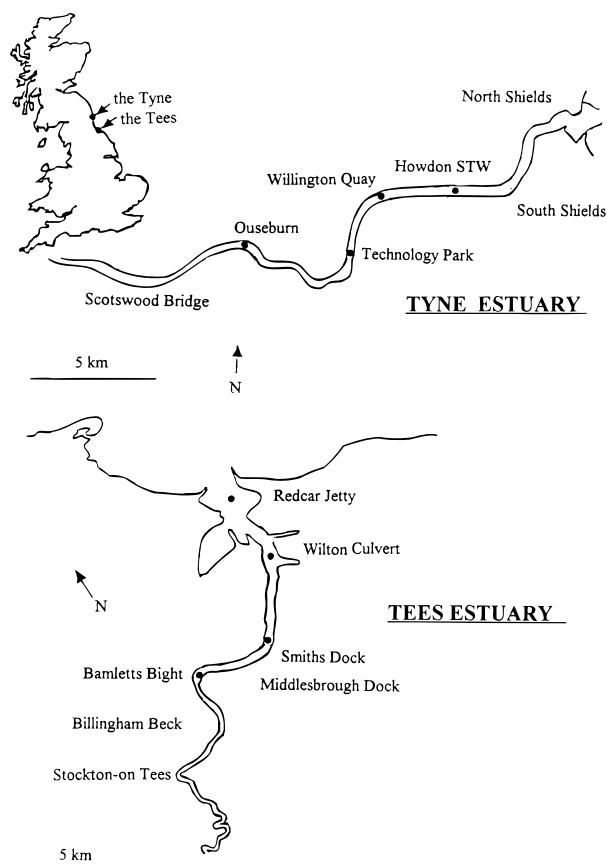 the Tyne
the Tees
North Shields
Howdon STW
Willington Quay
South Shields
Ouseburn
Technology Park
Scotswood Bridge
TYNE ESTUARY
5 km
N
Redcar Jetty
Wilton Culvert
N
TEES ESTUARY
Smiths Dock
Bamletts Bight
Middlesbrough Dock
Billingham Beck
Stockton-on Tees
5 km